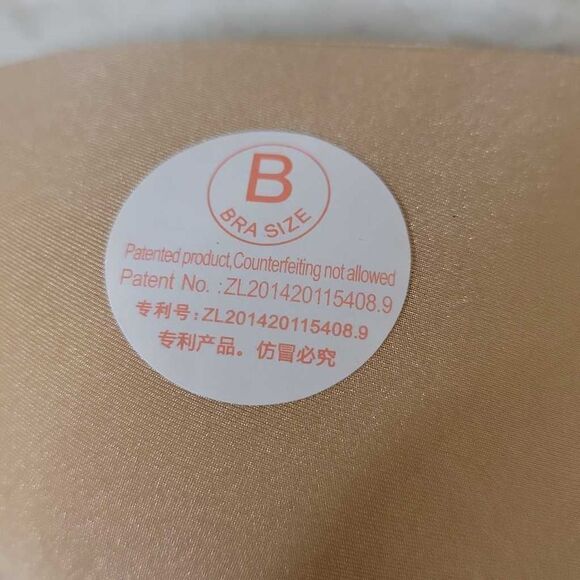 B
BRA SIZE
Patented product,Counterfeiting not allowed
Patent No. :ZL201420115408.9
专利号:ZL201420115408.9
专利产品。仿冒必究